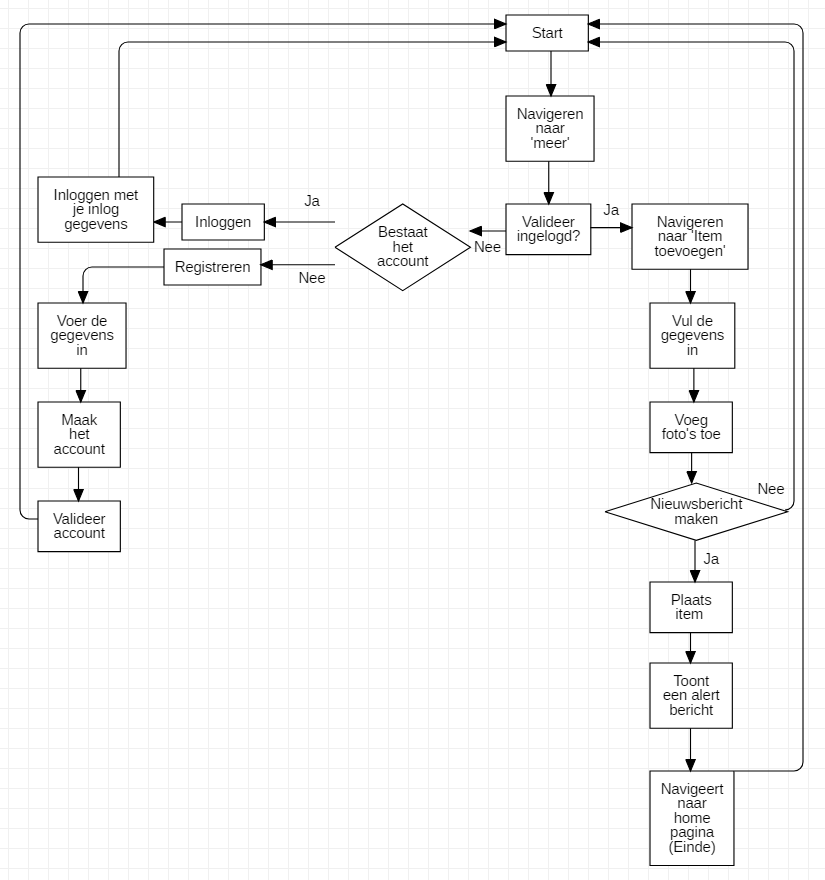 Start
Navigeren
naar
'meer'
Valideer
ingelogd?
Ja
Nee
Navigeren
naar 'Item
toevoegen'
Bestaat
het
account
Ja
Nee
Inloggen
Inloggen met
je inlog
gegevens
Registreren
Voer de
gegevens
in
Maak
het
account
Valideer
account
Vul de
gegevens
in
Voeg
foto's toe
Nieuwsbericht
maken
Nee
Ja
Plaats
item
Toont
een alert
bericht
Navigeert
naar
home
pagina
(Einde)